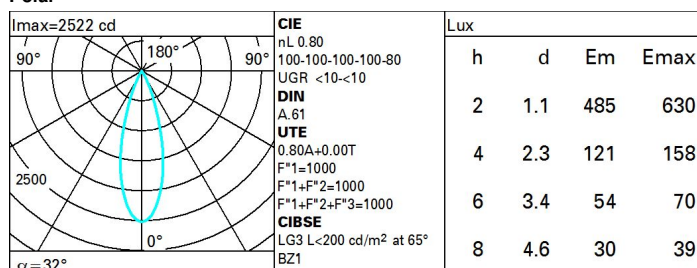 Imax=2522 cd
90° 180° 90°
2500
0°
α=32°
CIE
nL 0.80
100-100-100-100-80
UGR <10-<10
DIN
A.61
UTE
0.80A+0.00T
F"1=1000
F"1+F"2=1000
F"1+F"2+F"3=1000
CIBSE
LG3 L<200 cd/m² at 65°
BZ1
Lux
h d Em Emax
2 1.1 485 630
4 2.3 121 158
6 3.4 54 70
8 4.6 30 39